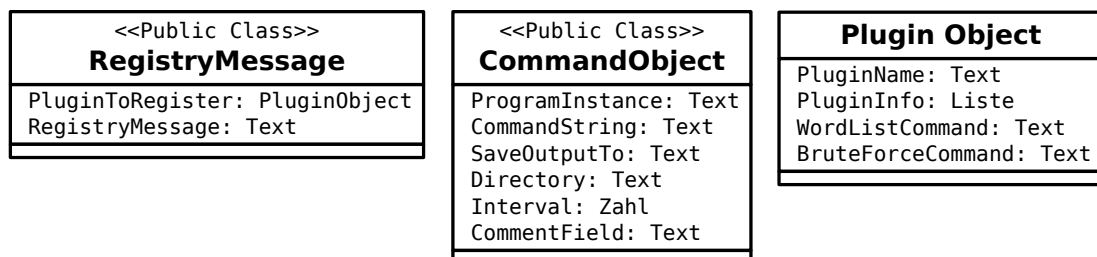 <<Public Class>>
RegistryMessage
PluginToRegister: PluginObject
RegistryMessage: Text
<<Public Class>>
CommandObject
ProgramInstance: Text
CommandString: Text
SaveOutputTo: Text
Directory: Text
Interval: Zahl
CommentField: Text
Plugin Object
PluginName: Text
PluginInfo: Liste
WordListCommand: Text
BruteForceCommand: Text